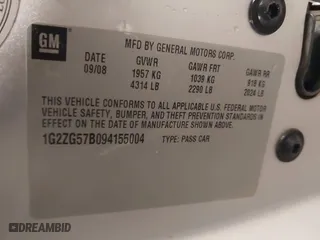 GM
MFD BY GENERAL MOTORS CORP.
DATE GVWR GAWR FRT GAWR RR
09/08 1957 KG 1039 KG 918 KG
4314 LB 2290 LB 2024 LB
THIS VEHICLE CONFORMS TO ALL APPLICABLE U.S. FEDERAL MOTOR
VEHICLE SAFETY, BUMPER, AND THEFT PREVENTION STANDARDS
IN EFFECT ON THE DATE OF MANUFACTURE SHOWN ABOVE.
1G2ZG57B094155004 TYPE: PASS CAR
AUTOHELPERBOT.COM